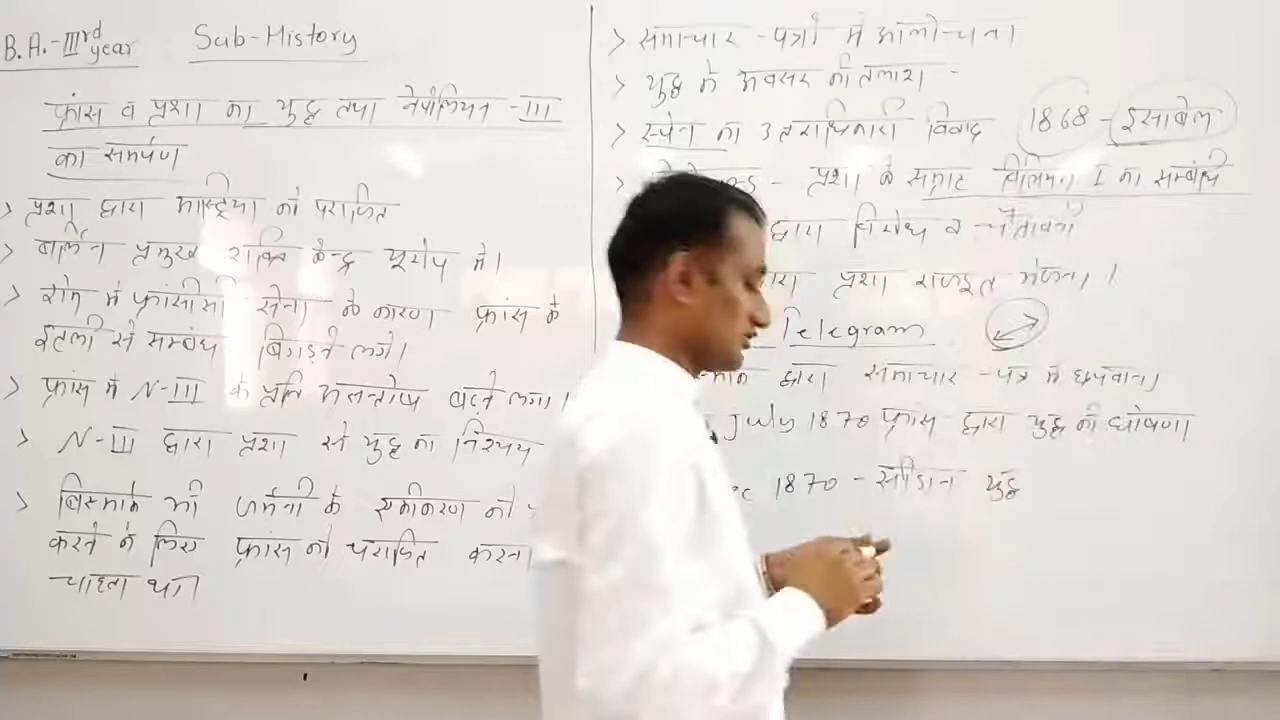 B.A.-IIIrd year
Sub-History
फ्रांस व प्रशा का युद्ध तथा नेपोलियन -III
का समर्पण
> प्रशा द्वारा आस्ट्रिया को पराजित
> बर्लिन प्रमुख शक्ति केन्द्र यूरोप में।
> रोम में फ्रांसीसी सेना के कारण फ्रांस के
इटली से सम्बंध बिगड़ने लगे।
> फ्रांस में N-III के प्रति असन्तोष बढ़ने लगा।
> N-III द्वारा प्रशा से युद्ध का निश्चय
> बिस्मार्क भी जर्मनी के एकीकरण को
करने के लिए फ्रांस को पराजित करना
चाहता था।
> समाचार -पत्रों में आलोचना
> युद्ध के अवसर की तलाश -
> स्पेन का उत्तराधिकारी विवाद 1868 - इसाबेल
> - प्रशा के सम्राट विलियम I का सम्बंधी
द्वारा विरोध व चेतावनी
प्रशा राजदूत भेजना।
Telegram
द्वारा समाचार -पत्र में छपवाना
July 1870 फ्रांस द्वारा युद्ध की घोषणा
1870 - सीडान युद्ध